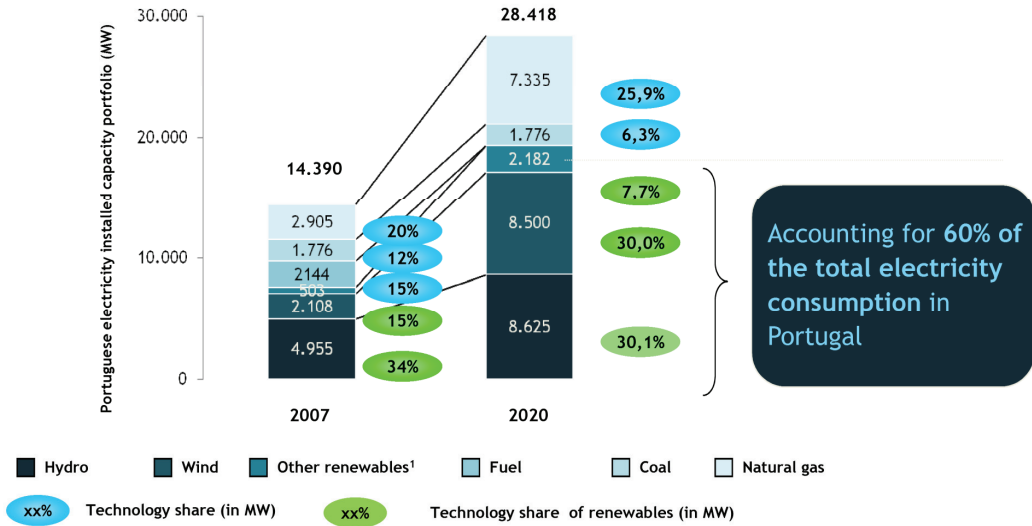 Portuguese electricity installed capacity portfolio (MW)
30.000
20.000
10.000
0
14.390
2.905
1.776
2144
503
2.108
4.955
20%
12%
15%
15%
34%
2007
28.418
7.335
1.776
2.182
8.500
8.625
25,9%
6,3%
7,7%
30,0%
30,1%
2020
Accounting for 60% of
the total electricity
consumption in
Portugal
Hydro
Wind
Other renewables¹
Fuel
Coal
Natural gas
xx% Technology share (in MW)
xx% Technology share of renewables (in MW)